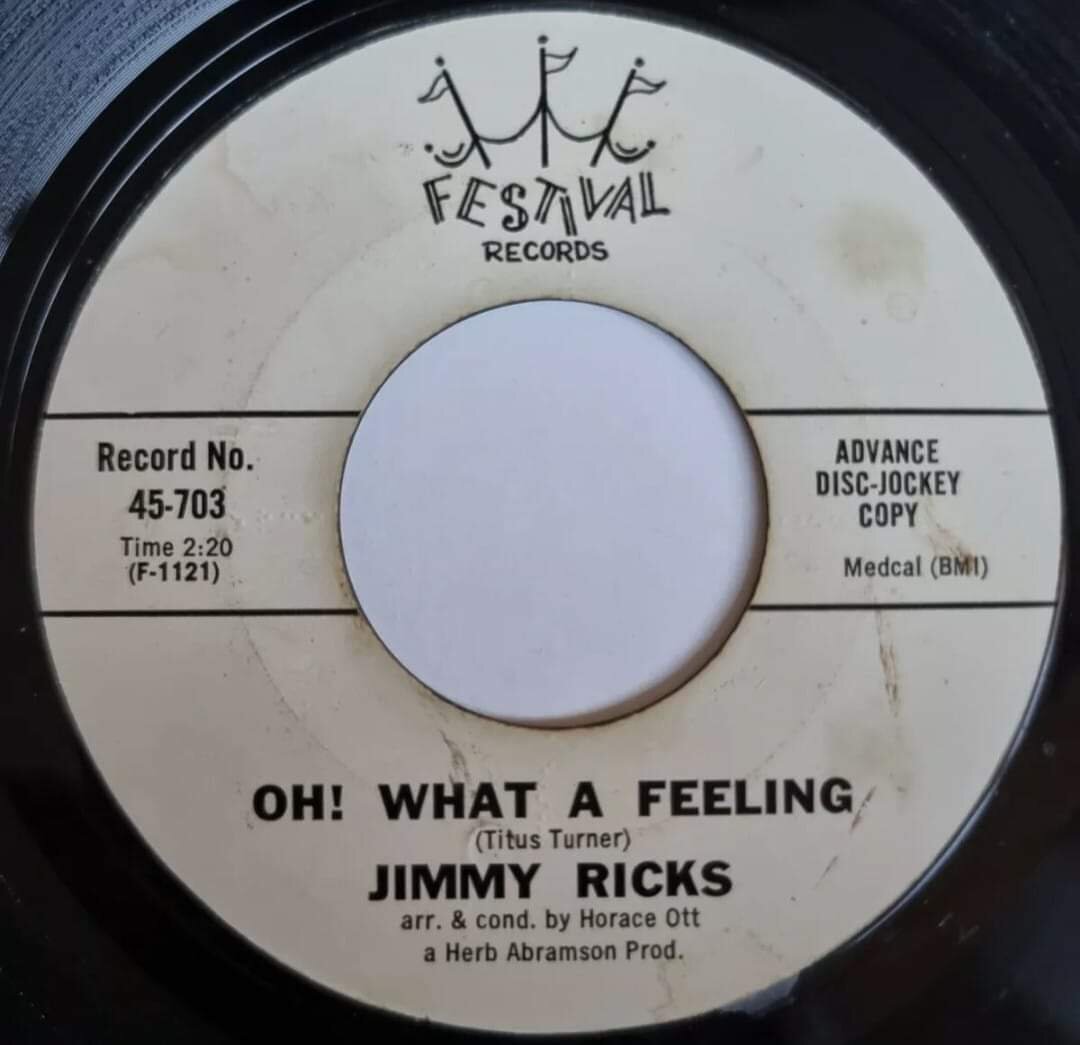 FESTIVAL
RECORDS
Record No.
45-703
Time 2:20
(F-1121)
ADVANCE
DISC-JOCKEY
COPY
Medcal (BMI)
OH! WHAT A FEELING
(Titus Turner)
JIMMY RICKS
arr. & cond. by Horace Ott
a Herb Abramson Prod.